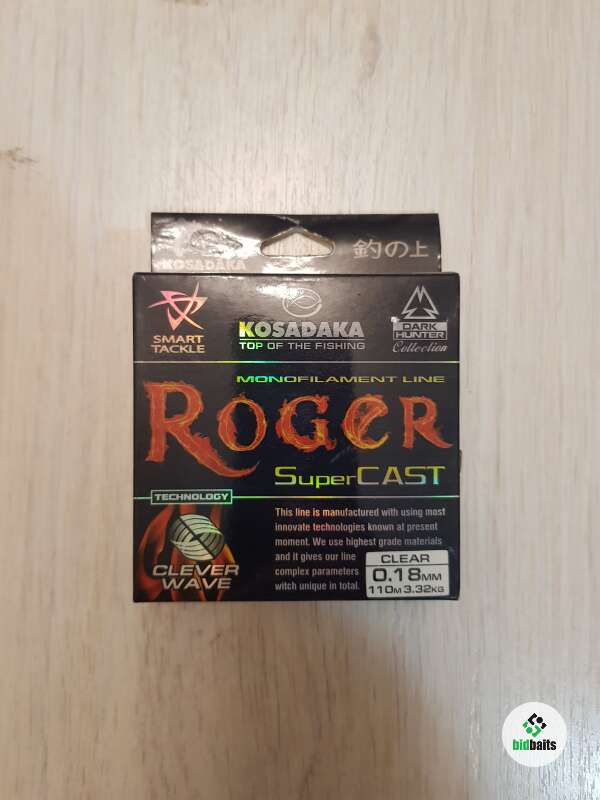 KOSADAKA
釣の上
SMART
TACKLE
KOSADAKA
TOP OF THE FISHING
DARK
HUNTER
Collection
MONOFILAMENT LINE
ROGER
SuperCAST
TECHNOLOGY
CLEVER
WAVE
This line is manufactured with using most
innovate technologies known at present
moment. We use highest grade materials
and it gives our line
complex parameters
witch unique in total.
CLEAR
0.18MM
110M 3.32KG
bidbaits